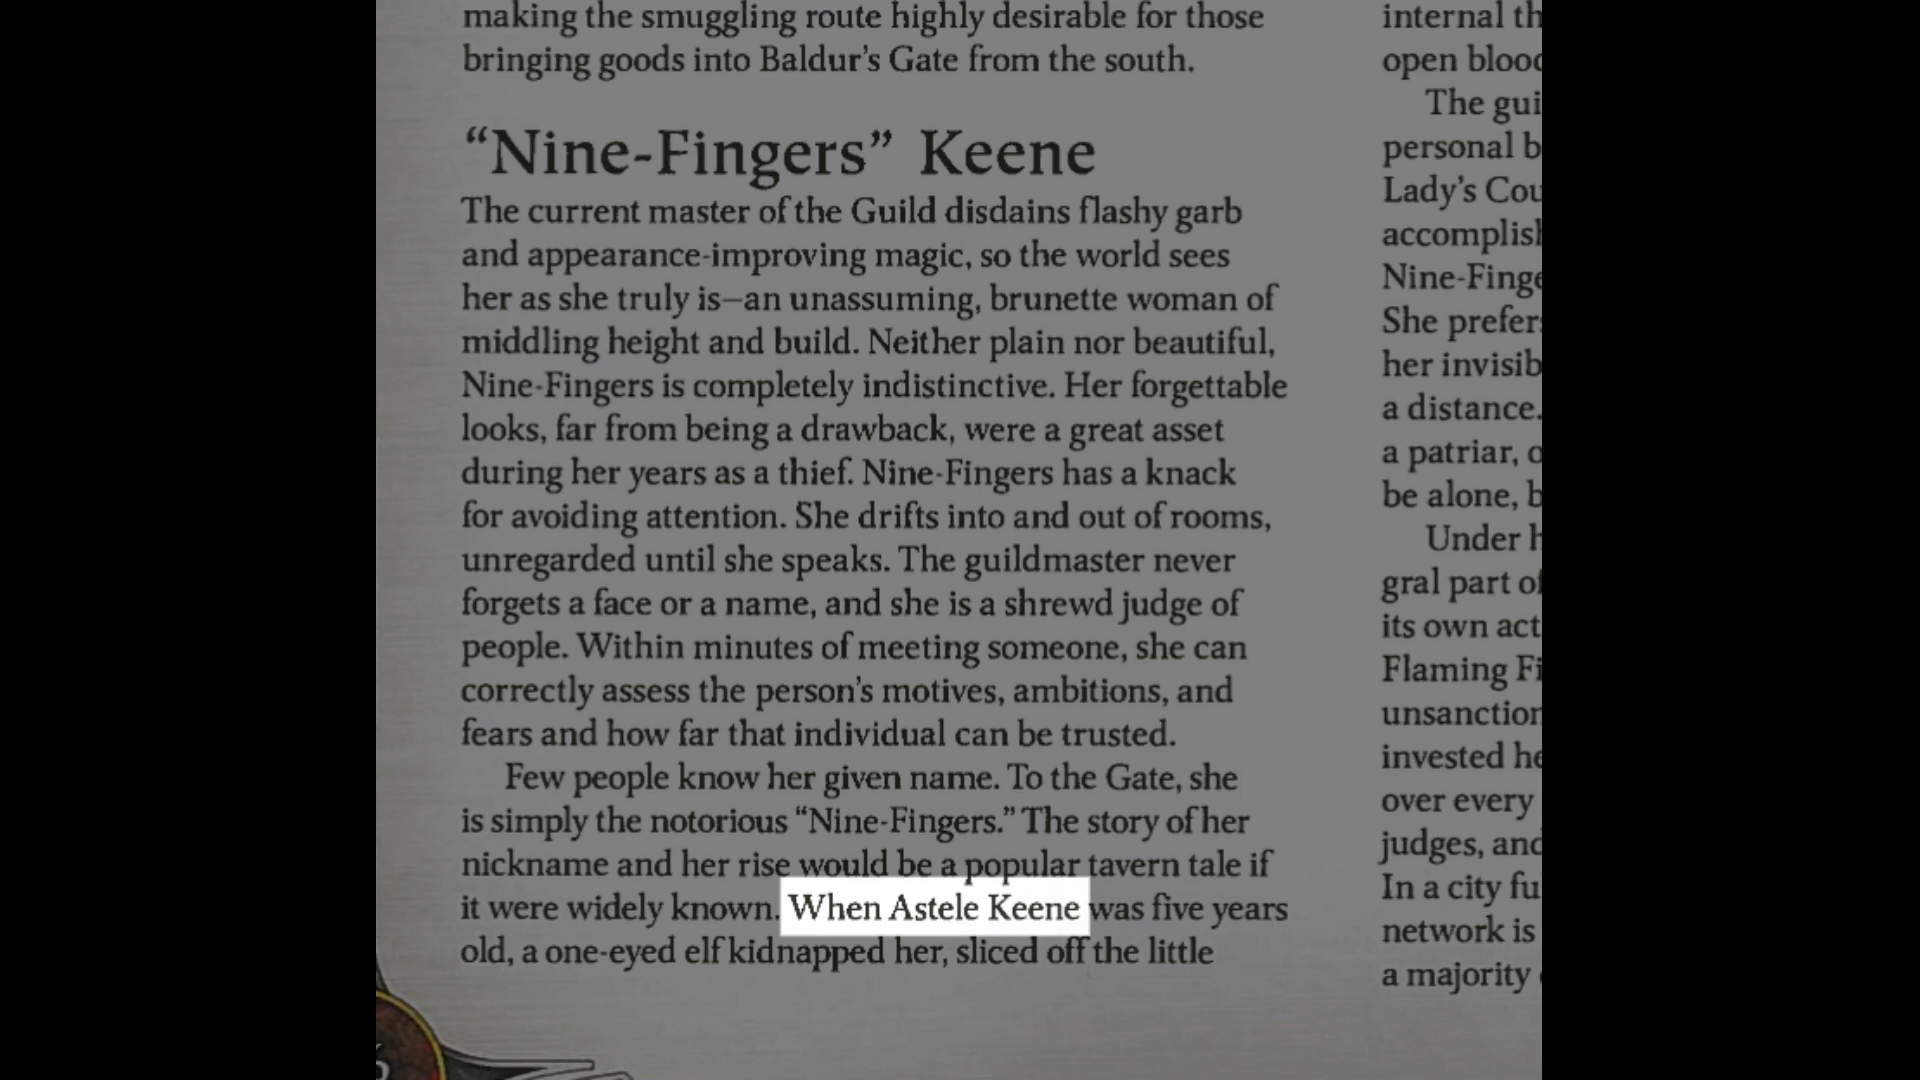 making the smuggling route highly desirable for those
bringing goods into Baldur's Gate from the south.
“Nine-Fingers” Keene
The current master of the Guild disdains flashy garb
and appearance-improving magic, so the world sees
her as she truly is—an unassuming, brunette woman of
middling height and build. Neither plain nor beautiful,
Nine-Fingers is completely indistinctive. Her forgettable
looks, far from being a drawback, were a great asset
during her years as a thief. Nine-Fingers has a knack
for avoiding attention. She drifts into and out of rooms,
unregarded until she speaks. The guildmaster never
forgets a face or a name, and she is a shrewd judge of
people. Within minutes of meeting someone, she can
correctly assess the person's motives, ambitions, and
fears and how far that individual can be trusted.
Few people know her given name. To the Gate, she
is simply the notorious “Nine-Fingers.” The story of her
nickname and her rise would be a popular tavern tale if
it were widely known. When Astele Keene was five years
old, a one-eyed elf kidnapped her, sliced off the little
internal
open
The
personal
Lady's
She
her
a distance.
a patriar,
be alone,
Under
gral part
its own
Flaming
invested
over every
judges,
In a city
network is
a majority